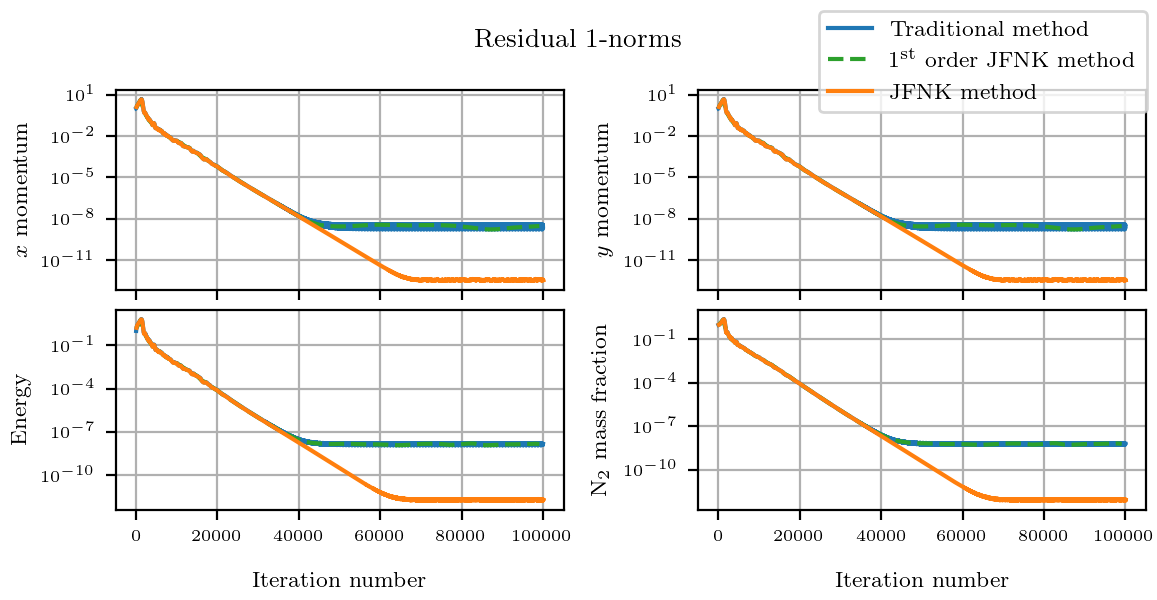 Residual 1-norms
Traditional method
1st order JFNK method
JFNK method
x momentum
10^1
10^−2
10^−5
10^−8
10^−11
y momentum
10^1
10^−2
10^−5
10^−8
10^−11
Energy
10^−1
10^−4
10^−7
10^−10
0 20000 40000 60000 80000 100000
Iteration number
N2 mass fraction
10^−1
10^−4
10^−7
10^−10
0 20000 40000 60000 80000 100000
Iteration number